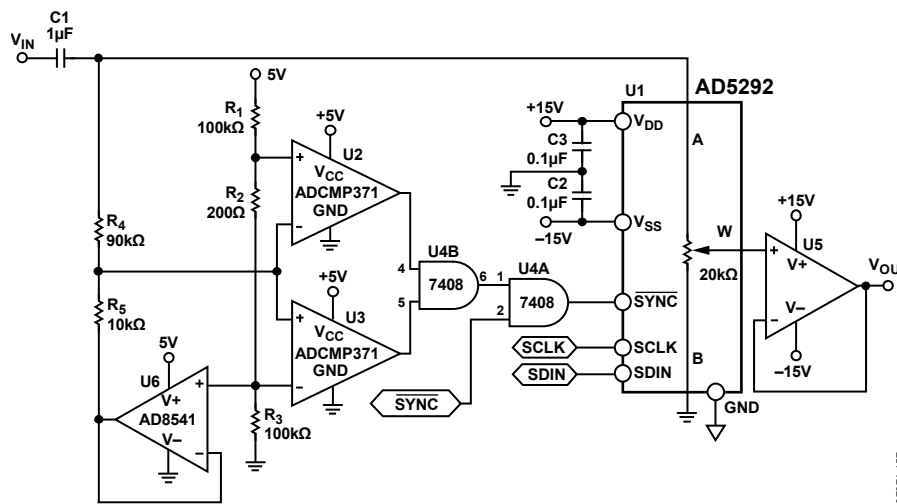 C1
1µF
VIN
5V
R1
100kΩ
R2
200Ω
R4
90kΩ
R5
10kΩ
R3
100kΩ
+5V
U2
+
VCC
ADCMP371
GND
–
+5V
U3
+
VCC
ADCMP371
GND
–
5V
U6
V+
AD8541
V–
+
–
U4B
4
5
7408
6
U4A
1
2
7408
SYNC
SCLK
SDIN
U1
AD5292
+15V
VDD
C3
0.1µF
C2
0.1µF
–15V
VSS
SYNC
SCLK
SDIN
GND
A
W
B
20kΩ
+15V
U5
+
V+
V–
–
–15V
VOUT